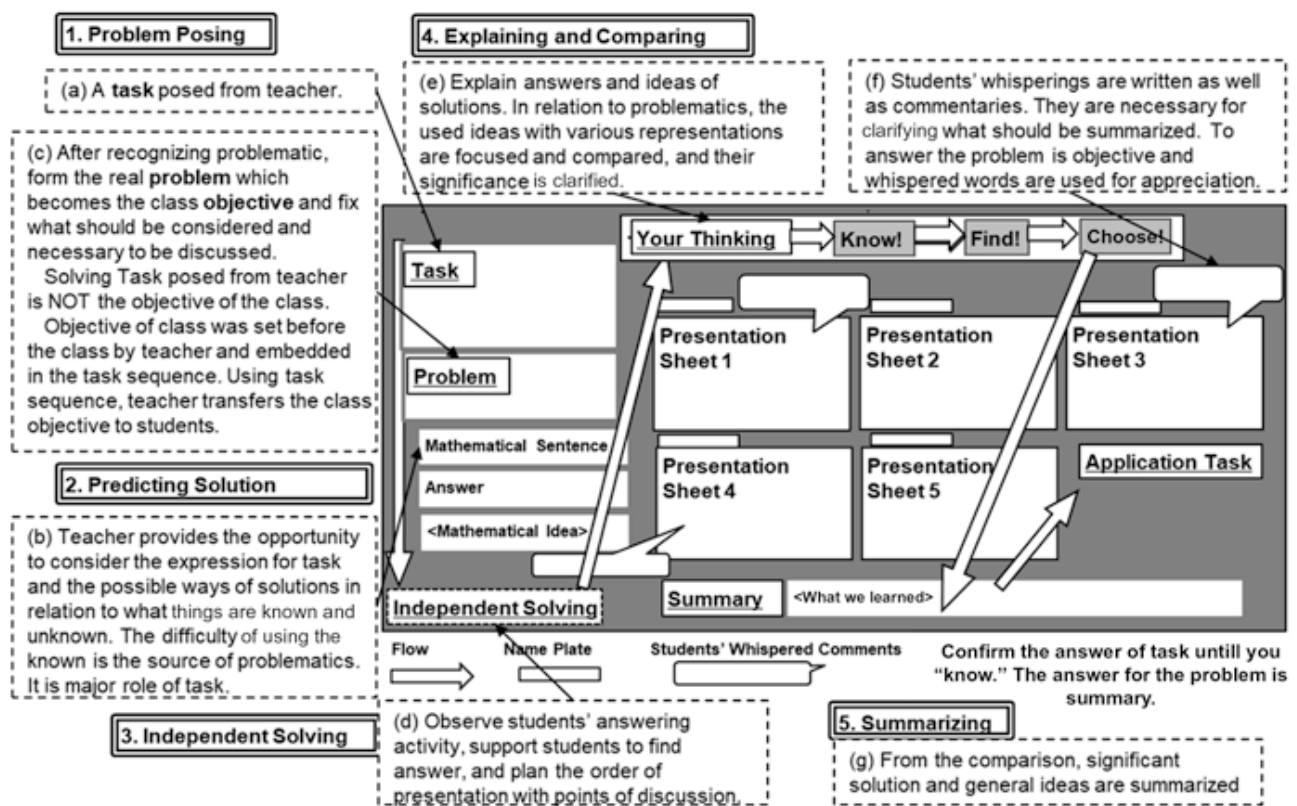 1. Problem Posing
(a) A task posed from teacher.
(c) After recognizing problematic,
form the real problem which
becomes the class objective and fix
what should be considered and
necessary to be discussed.
Solving Task posed from teacher
is NOT the objective of the class.
Objective of class was set before
the class by teacher and embedded
in the task sequence. Using task
sequence, teacher transfers the class
objective to students.
2. Predicting Solution
(b) Teacher provides the opportunity
to consider the expression for task
and the possible ways of solutions in
relation to what things are known and
unknown. The difficulty of using the
known is the source of problematics.
It is major role of task.
3. Independent Solving
4. Explaining and Comparing
(e) Explain answers and ideas of
solutions. In relation to problematics, the
used ideas with various representations
are focused and compared, and their
significance is clarified.
(f) Students' whisperings are written as well
as commentaries. They are necessary for
clarifying what should be summarized. To
answer the problem is objective and
whispered words are used for appreciation.
Your Thinking
Know!
Find!
Choose!
Task
Problem
Mathematical Sentence
Answer
<Mathematical Idea>
Independent Solving
Presentation
Sheet 1
Presentation
Sheet 2
Presentation
Sheet 3
Presentation
Sheet 4
Presentation
Sheet 5
Application Task
Summary
<What we learned>
Flow
Name Plate
Students' Whispered Comments
Confirm the answer of task untill you
"know." The answer for the problem is
summary.
(d) Observe students' answering
activity, support students to find
answer, and plan the order of
presentation with points of discussion.
5. Summarizing
(g) From the comparison, significant
solution and general ideas are summarized